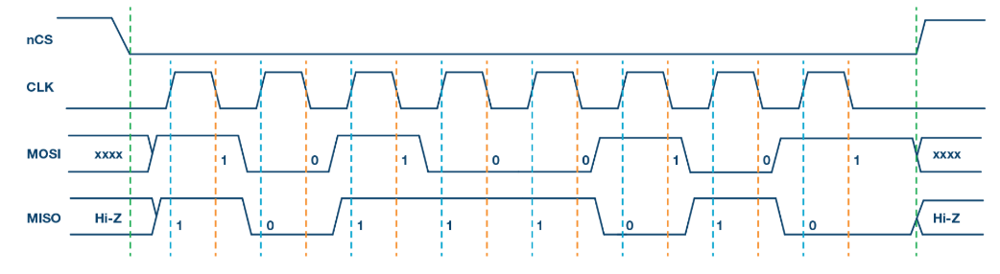 nCS
CLK
MOSI xxxx 1 0 1 0 0 1 0 1 xxxx
MISO Hi-Z 1 0 1 1 1 0 1 0 Hi-Z